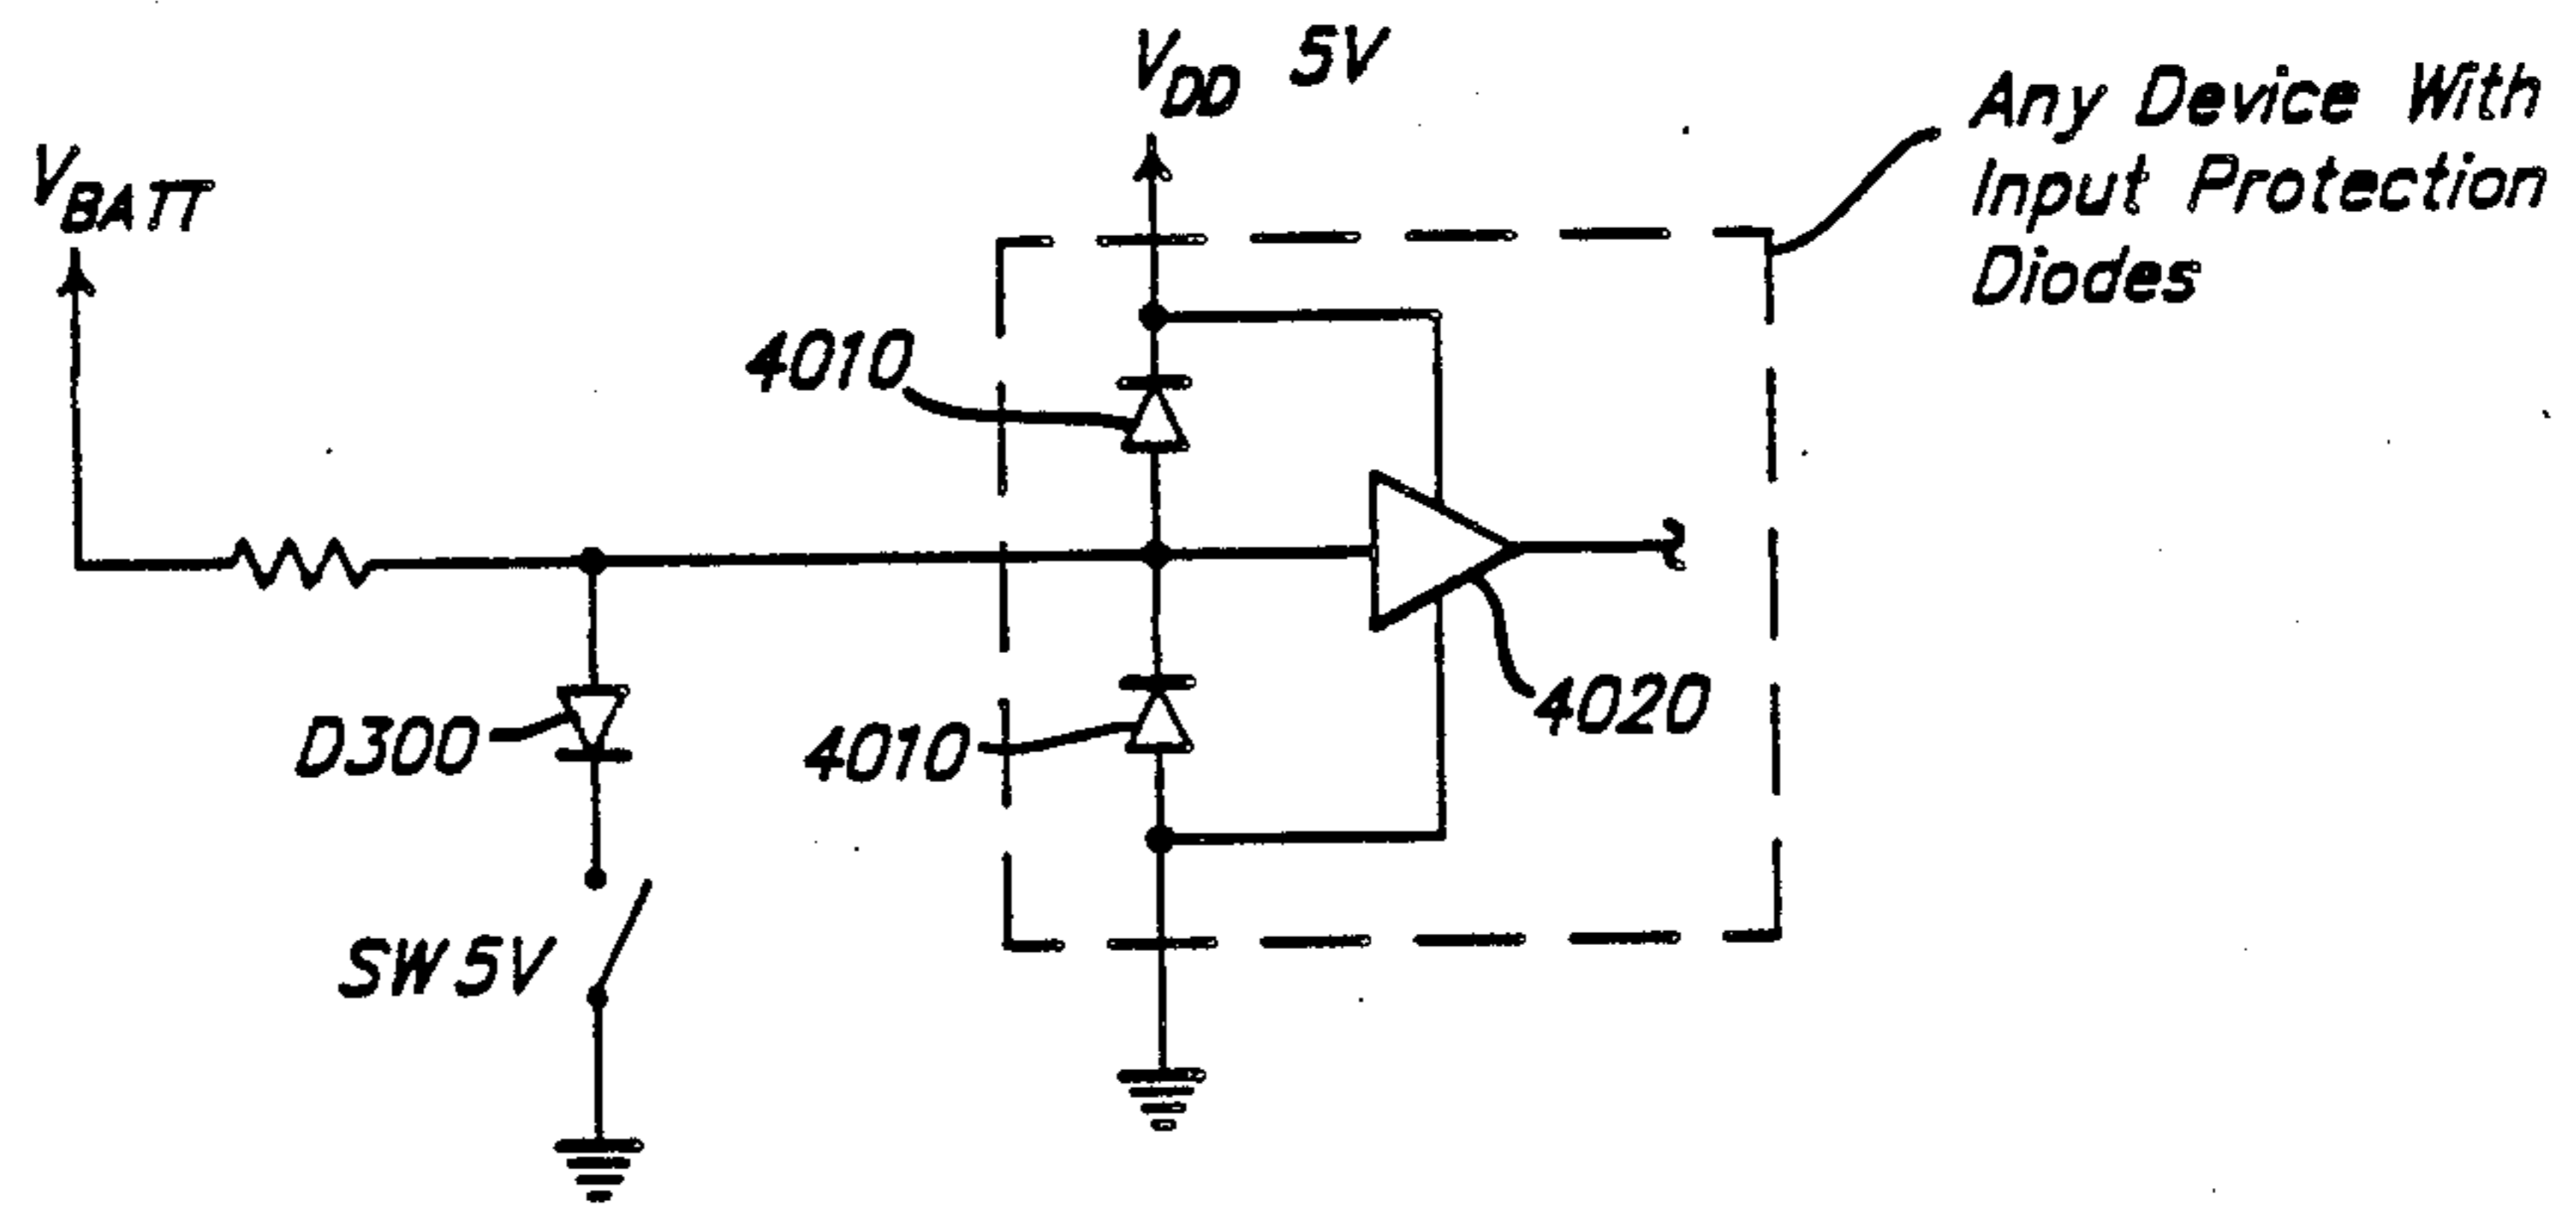 V_BATT
V_DD 5V
Any Device With
Input Protection
Diodes
4010
D300
4010
4020
SW5V